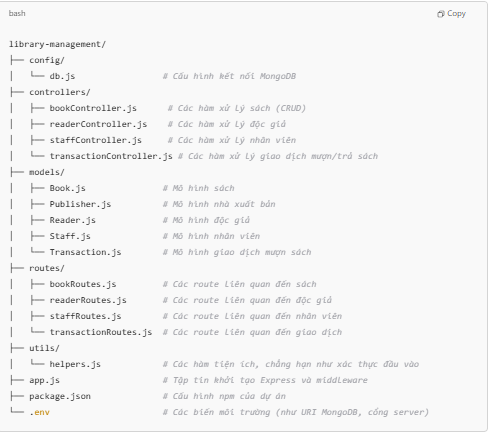 bash
Copy
library-management/
├── config/
│   └── db.js                 # Cấu hình kết nối MongoDB
├── controllers/
│   ├── bookController.js      # Các hàm xử lý sách (CRUD)
│   ├── readerController.js    # Các hàm xử lý độc giả
│   ├── staffController.js     # Các hàm xử lý nhân viên
│   └── transactionController.js # Các hàm xử lý giao dịch mượn/trả sách
├── models/
│   ├── Book.js               # Mô hình sách
│   ├── Publisher.js          # Mô hình nhà xuất bản
│   ├── Reader.js             # Mô hình độc giả
│   ├── Staff.js              # Mô hình nhân viên
│   └── Transaction.js        # Mô hình giao dịch mượn sách
├── routes/
│   ├── bookRoutes.js         # Các route liên quan đến sách
│   ├── readerRoutes.js       # Các route liên quan đến độc giả
│   ├── staffRoutes.js        # Các route liên quan đến nhân viên
│   └── transactionRoutes.js  # Các route liên quan đến giao dịch
├── utils/
│   └── helpers.js            # Các hàm tiện ích, chẳng hạn như xác thực đầu vào
├── app.js                    # Tập tin khởi tạo Express và middleware
├── package.json              # Cấu hình npm của dự án
└── .env                      # Các biến môi trường (như URI MongoDB, cổng server)